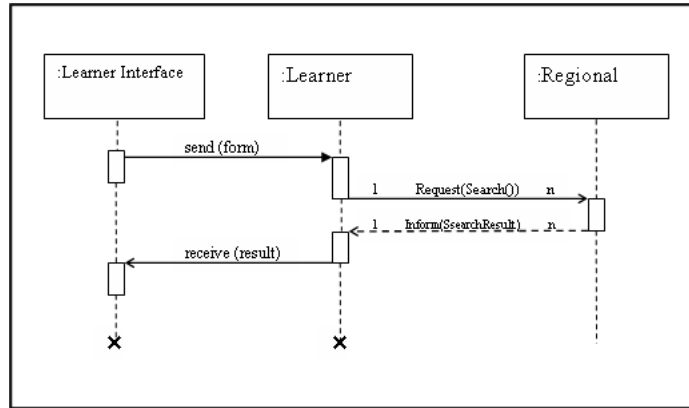 :Learner Interface
:Learner
:Regional
send (form)
1 Request(Search()) n
1 Inform(SsearchResult) n
receive (result)